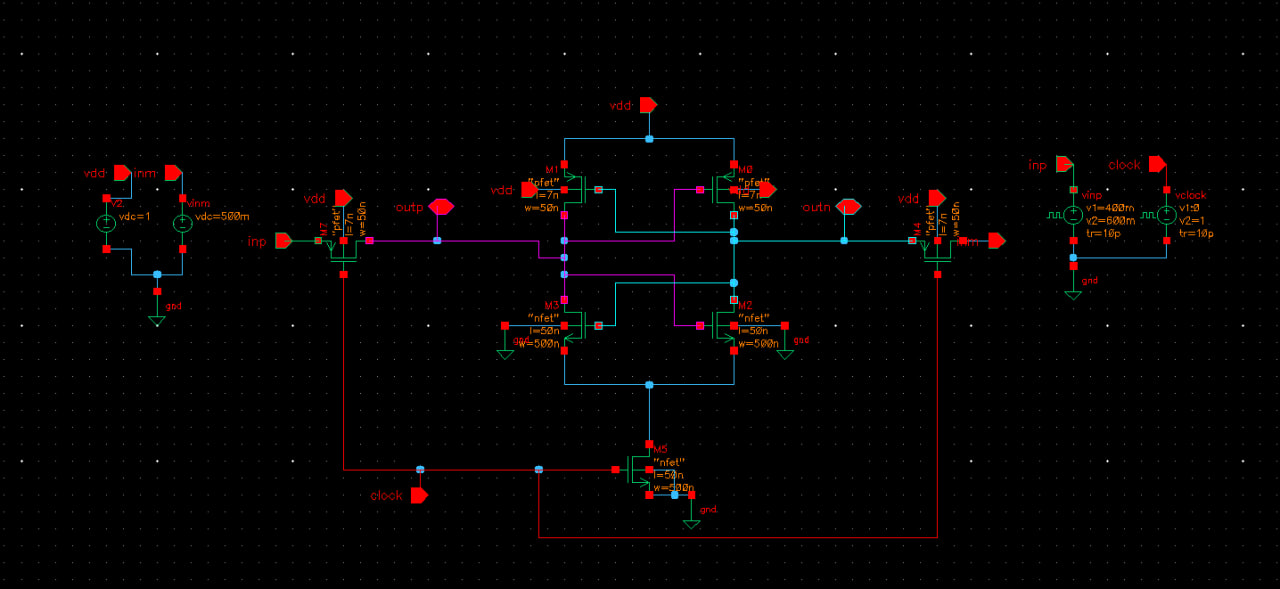 vdd
M1
M0
vdd
"pfet"
l=7n
w=50n
"pfet"
l=7n
w=50n
vdd
inm
V2
vdc=1
vinm
vdc=500m
gnd
vdd
"pfet"
l=7n
w=50n
inp
outp
outn
vdd
M4
"pfet"
l=7n
w=50n
inm
inp
clock
vinp
v1=400m
v2=600m
tr=10p
vclock
v1:0
v2=1
tr=10p
gnd
M3
"nfet"
l=50n
w=500n
gnd
M2
"nfet"
l=50n
w=500n
gnd
"nfet"
l=50n
w=500n
clock
gnd